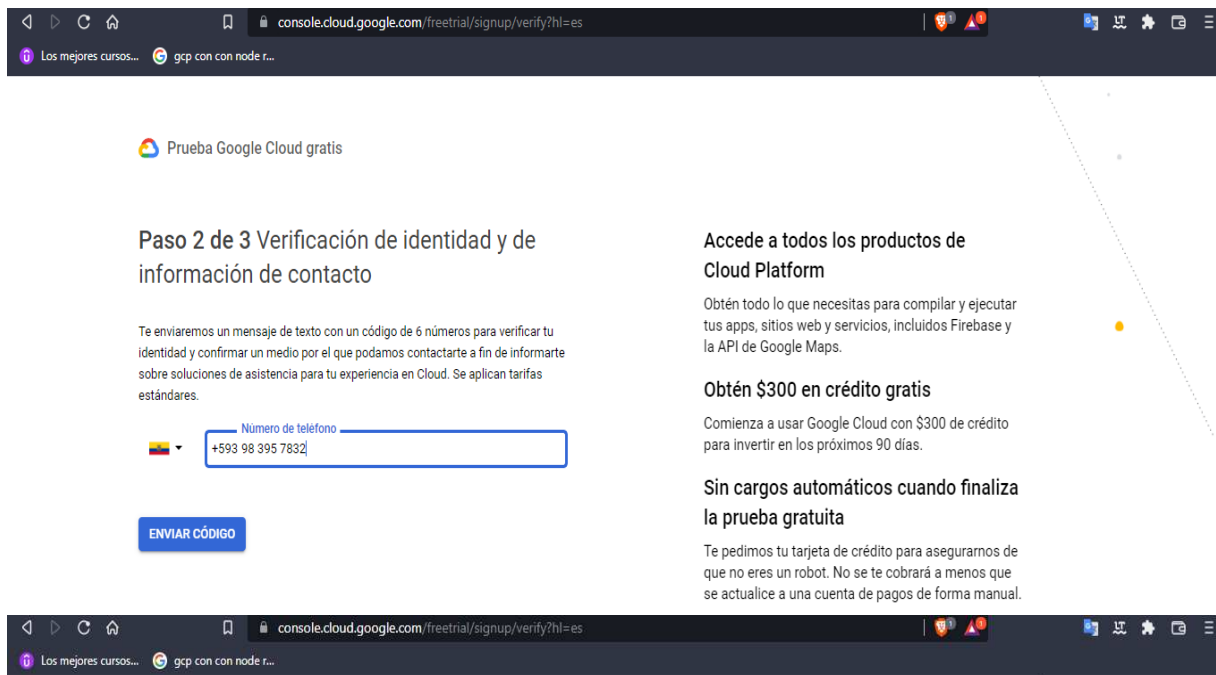 console.cloud.google.com/freetrial/signup/verify?hl=es
Los mejores cursos... gcp con con node r...
Prueba Google Cloud gratis
Paso 2 de 3 Verificación de identidad y de
información de contacto
Te enviaremos un mensaje de texto con un código de 6 números para verificar tu
identidad y confirmar un medio por el que podamos contactarte a fin de informarte
sobre soluciones de asistencia para tu experiencia en Cloud. Se aplican tarifas
estándares.
Número de teléfono
+593 98 395 7832
ENVIAR CÓDIGO
Accede a todos los productos de
Cloud Platform
Obtén todo lo que necesitas para compilar y ejecutar
tus apps, sitios web y servicios, incluidos Firebase y
la API de Google Maps.
Obtén $300 en crédito gratis
Comienza a usar Google Cloud con $300 de crédito
para invertir en los próximos 90 días.
Sin cargos automáticos cuando finaliza
la prueba gratuita
Te pedimos tu tarjeta de crédito para asegurarnos de
que no eres un robot. No se te cobrará a menos que
se actualice a una cuenta de pagos de forma manual.
console.cloud.google.com/freetrial/signup/verify?hl=es
Los mejores cursos... gcp con con node r...